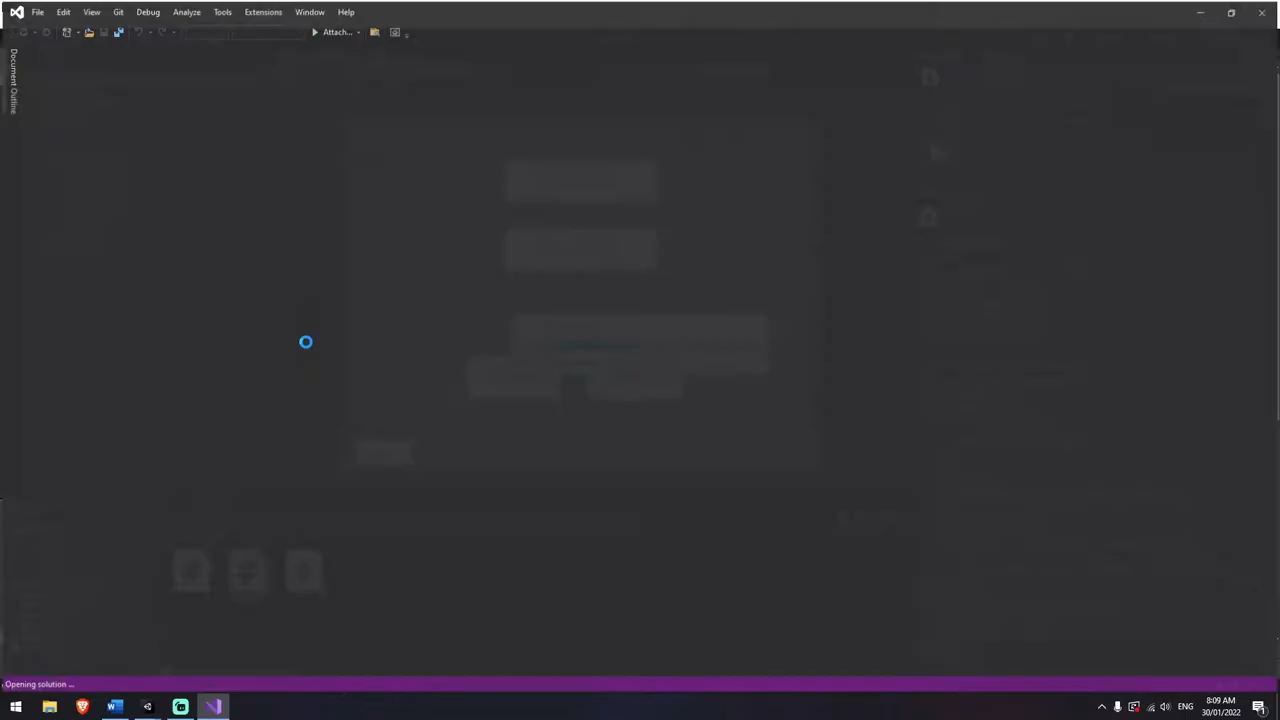 File Edit View Git Debug Analyze Tools Extensions Window Help
Attach...
Document Outline
Opening solution ...
ENG
8:09 AM
30/01/2022